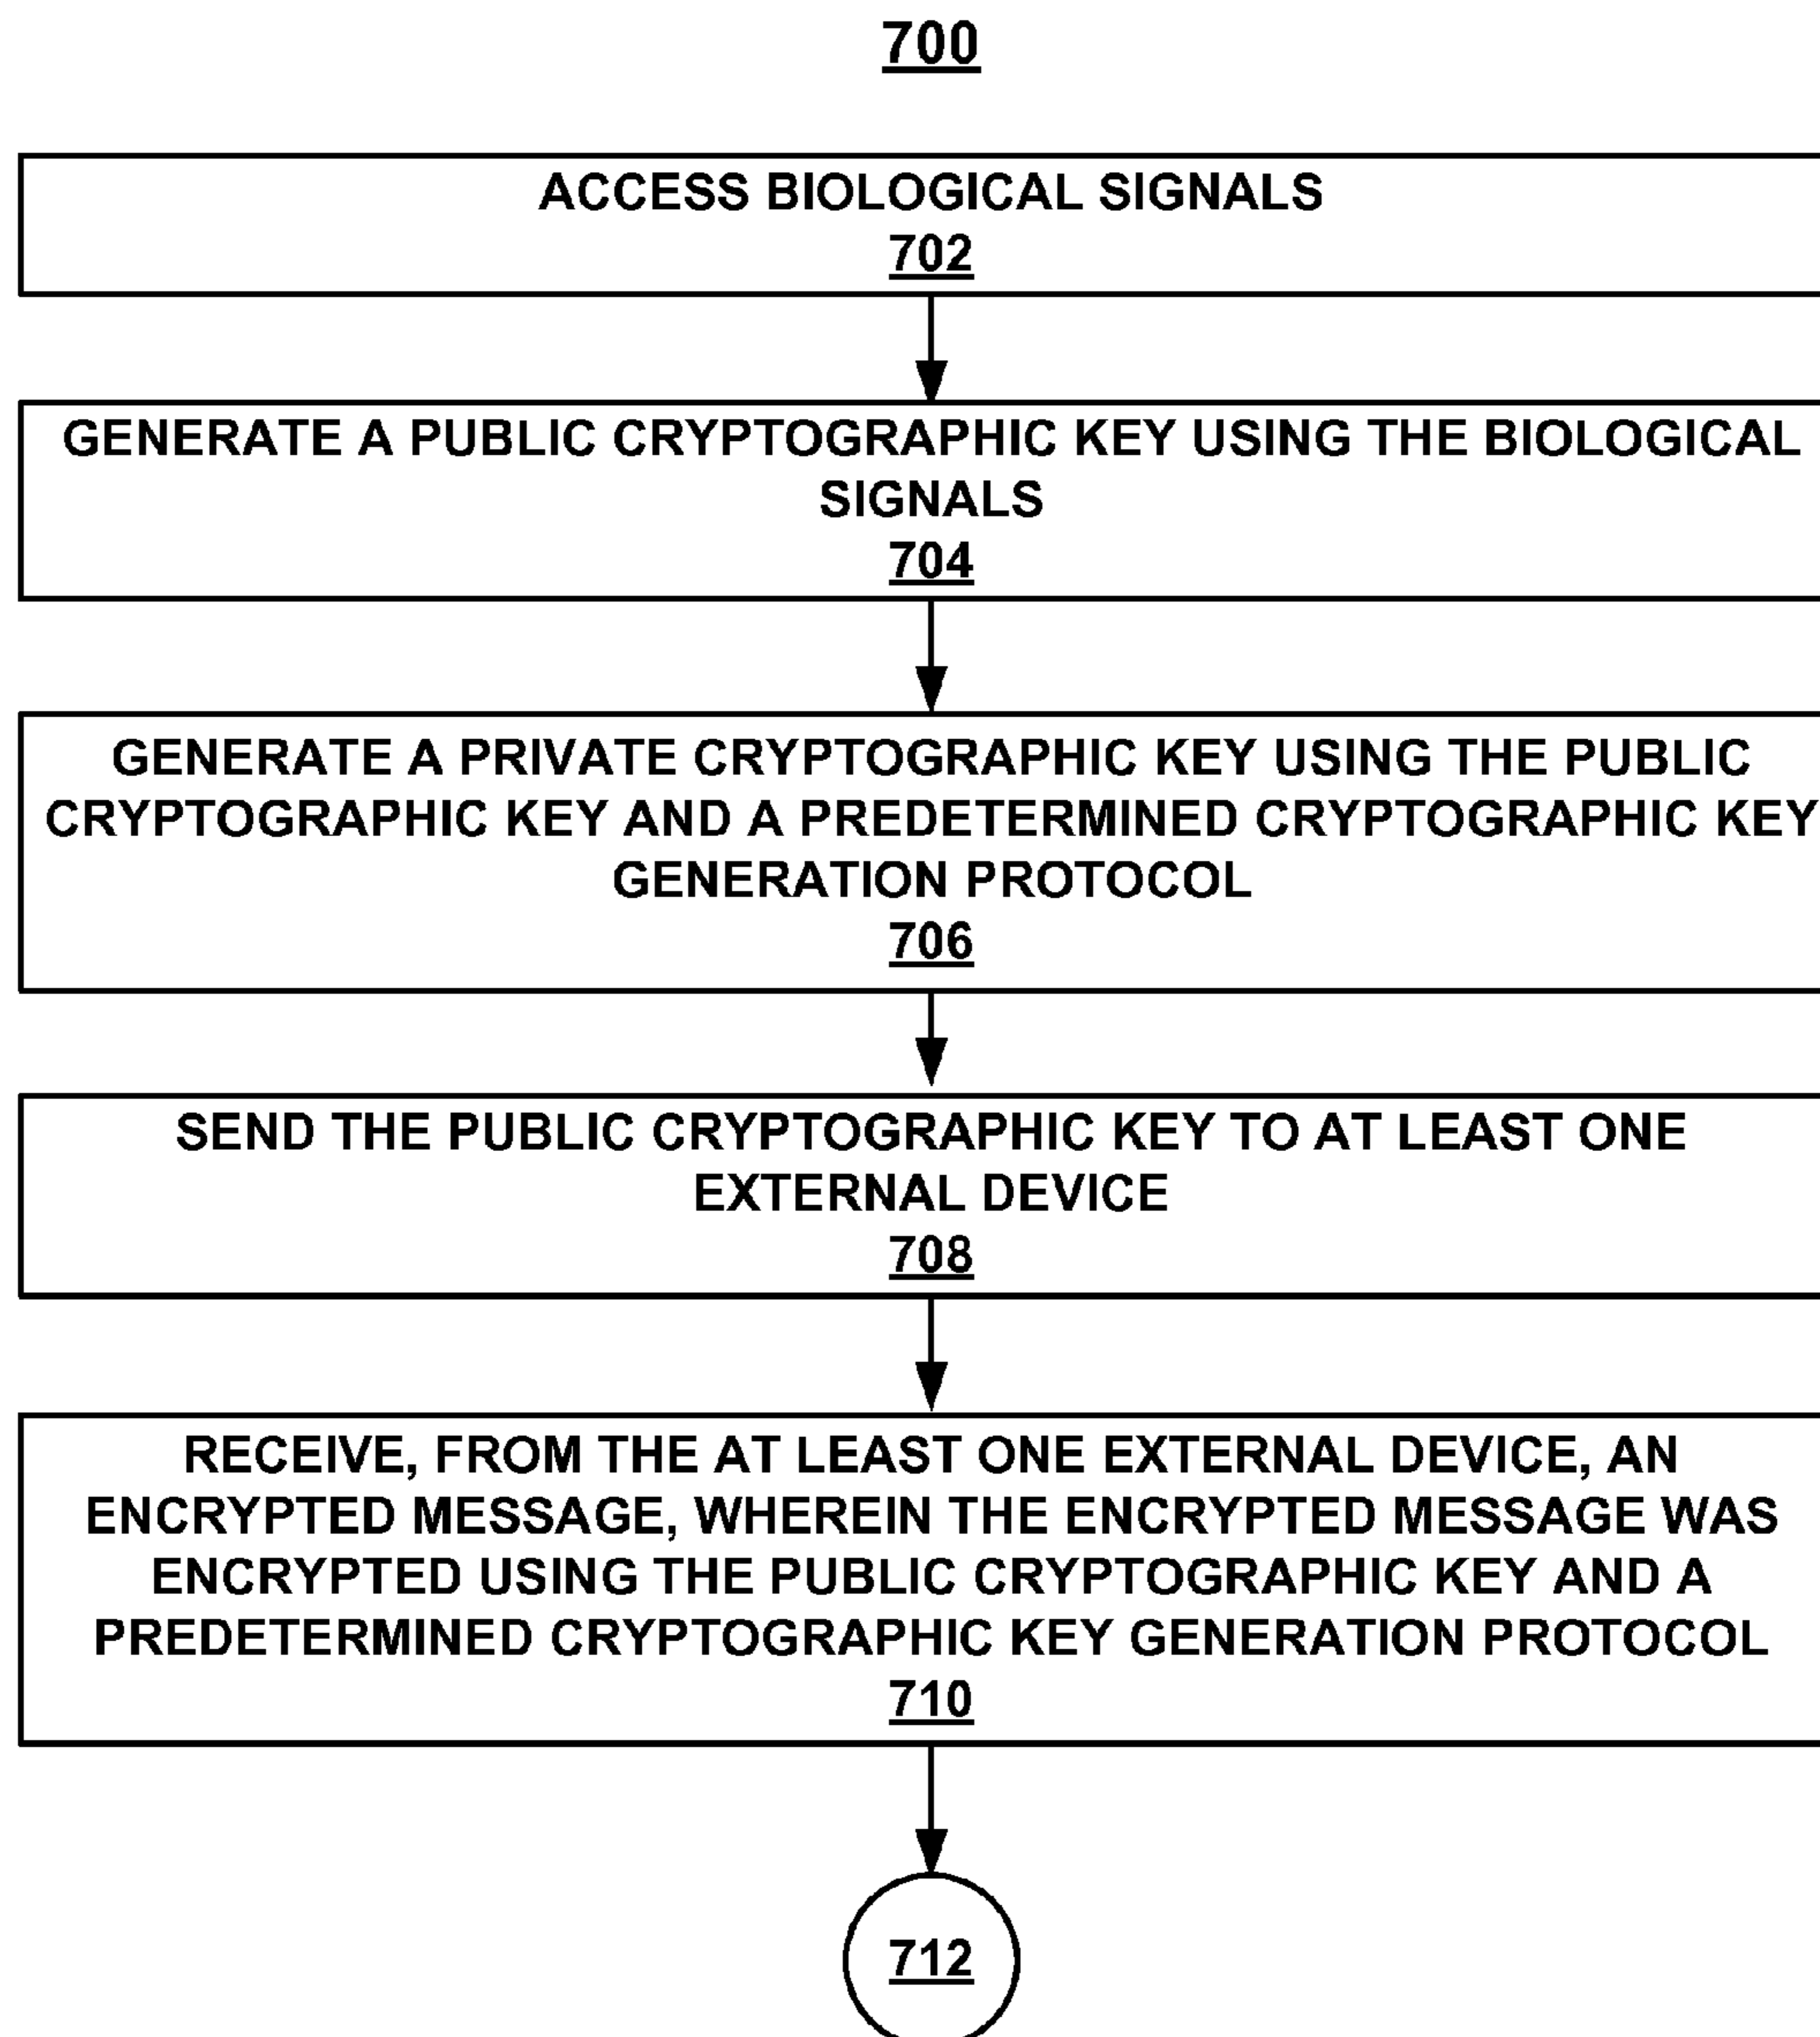 700
ACCESS BIOLOGICAL SIGNALS
702
GENERATE A PUBLIC CRYPTOGRAPHIC KEY USING THE BIOLOGICAL
SIGNALS
704
GENERATE A PRIVATE CRYPTOGRAPHIC KEY USING THE PUBLIC
CRYPTOGRAPHIC KEY AND A PREDETERMINED CRYPTOGRAPHIC KEY
GENERATION PROTOCOL
706
SEND THE PUBLIC CRYPTOGRAPHIC KEY TO AT LEAST ONE
EXTERNAL DEVICE
708
RECEIVE, FROM THE AT LEAST ONE EXTERNAL DEVICE, AN
ENCRYPTED MESSAGE, WHEREIN THE ENCRYPTED MESSAGE WAS
ENCRYPTED USING THE PUBLIC CRYPTOGRAPHIC KEY AND A
PREDETERMINED CRYPTOGRAPHIC KEY GENERATION PROTOCOL
710
712